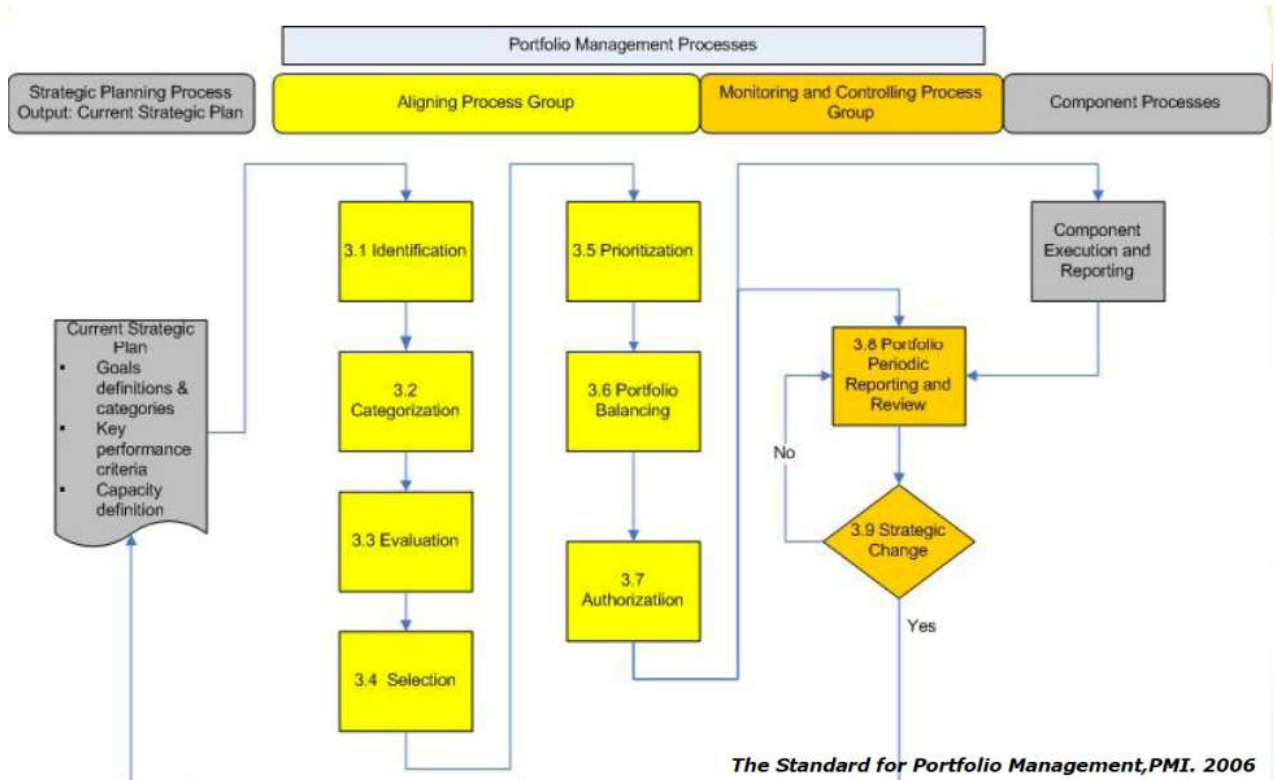 Portfolio Management Processes
Strategic Planning Process
Output: Current Strategic Plan
Aligning Process Group
Monitoring and Controlling Process
Group
Component Processes
3.1 Identification
3.5 Prioritization
Component
Execution and
Reporting
Current Strategic
Plan
▪ Goals
definitions &
categories
▪ Key
performance
criteria
▪ Capacity
definition
3.2
Categorization
3.6 Portfolio
Balancing
3.8 Portfolio
Periodic
Reporting and
Review
No
3.3 Evaluation
3.7
Authorizatiion
3.9 Strategic
Change
Yes
3.4 Selection
The Standard for Portfolio Management,PMI. 2006